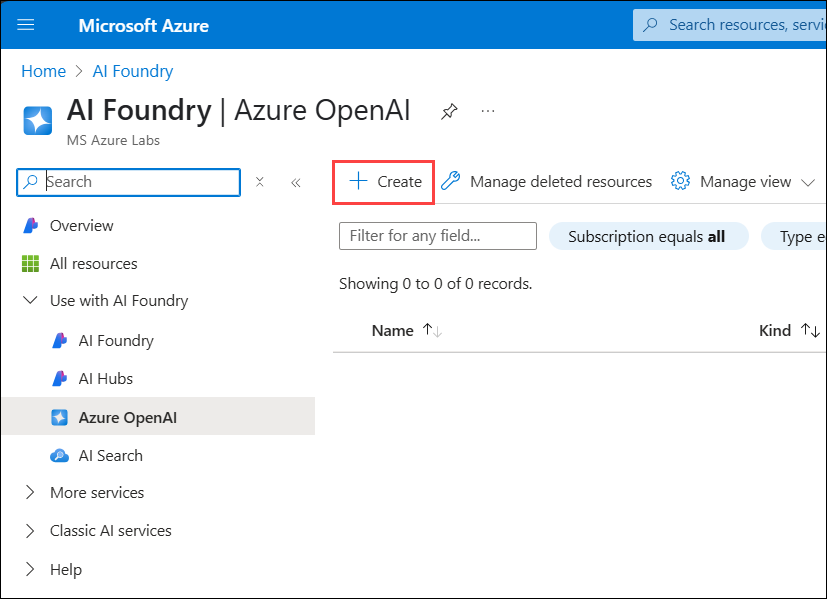 Microsoft Azure
Search resources, servi
Home > AI Foundry
AI Foundry | Azure OpenAI ...
MS Azure Labs
Search
Overview
All resources
Use with AI Foundry
AI Foundry
AI Hubs
Azure OpenAI
AI Search
More services
Classic AI services
Help
+ Create
Manage deleted resources
Manage view
Filter for any field...
Subscription equals all
Type e
Showing 0 to 0 of 0 records.
Name ↑↓
Kind ↑↓